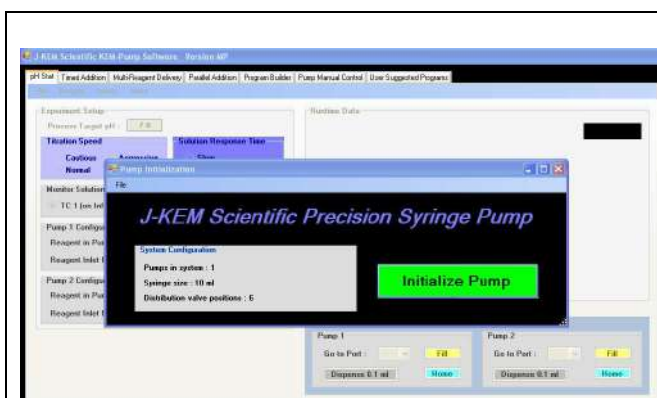 J-KEM Scientific KEM-Pump Software Version MP
pH Stat Timed Addition Multi-Reagent Delivery Parallel Addition Program Builder Pump Manual Control User Suggested Programs
Experiment Setup
Runtime Data
Process Target pH :
Titration Speed
Solution Response Time
Cautious Aggressive
Slow
Normal
Pump Initialization
File
Monitor Solution
J-KEM Scientific Precision Syringe Pump
Pump 1
Reagent in
Reagent Inlet
System Configuration
Pumps in system : 1
Syringe size : 10 ml
Distribution valve positions : 6
Initialize Pump
Pump 2
Reagent in
Reagent Inlet
Pump 1
Pump 2
Go to Port :
Fill
Go to Port :
Fill
Dispense 0.1 ml
Home
Dispense 0.1 ml
Home